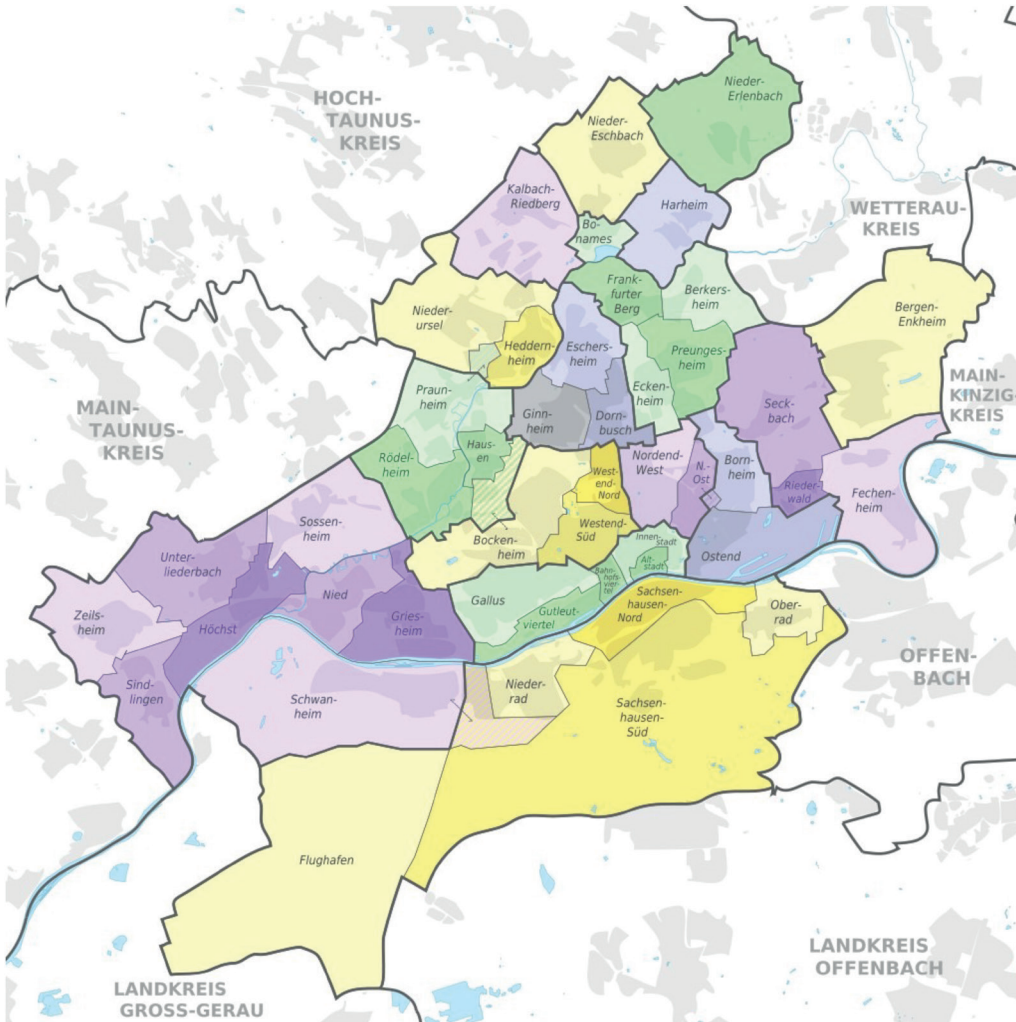 HOCH-
TAUNUS-
KREIS
Nieder-
Erlenbach
Nieder-
Eschbach
Kalbach-
Riedberg
Harheim
WETTERAU-
KREIS
Bo-
names
Frank-
furter
Berg
Berkers-
heim
Nieder-
ursel
Bergen-
Enkheim
Heddern-
heim
Eschers-
heim
Preunges-
heim
Praun-
heim
Ecken-
heim
MAIN-
KINZIG-
KREIS
MAIN-
TAUNUS-
KREIS
Ginn-
heim
Dorn-
busch
Seck-
bach
Rödel-
heim
Haus-
en
West-
end-
Nord
Nordend-
West
N.-
Ost
Born-
heim
Rieder-
wald
Fechen-
heim
Sossen-
heim
Bocken-
heim
Westend-
Süd
Innen-
stadt
Alt-
stadt
Ostend
Unter-
liederbach
Bahn-
hofs-
vier-
tel
Zeils-
heim
Höchst
Nied
Gries-
heim
Gallus
Gutleut-
viertel
Sachsen-
hausen-
Nord
Ober-
rad
OFFEN-
BACH
Sind-
lingen
Schwan-
heim
Nieder-
rad
Sachsen-
hausen-
Süd
Flughafen
LANDKREIS
OFFENBACH
LANDKREIS
GROSS-GERAU